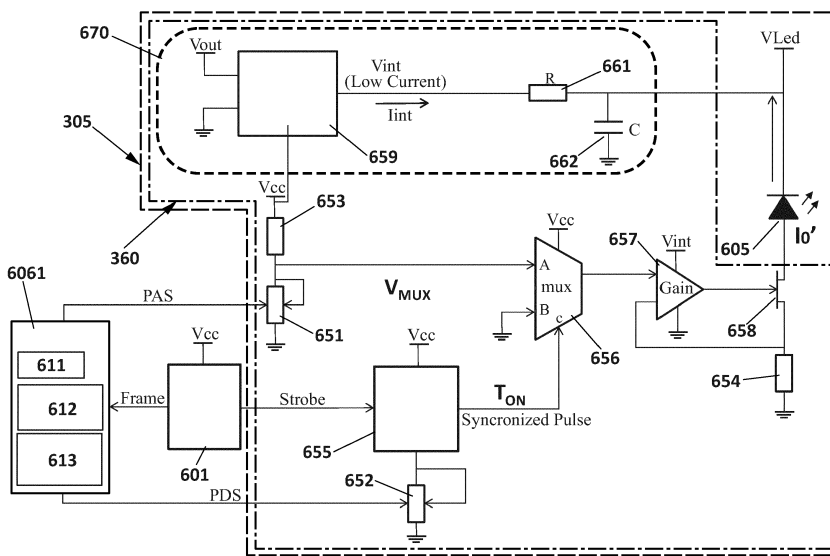 670
Vout
Vint
(Low Current)
Iint
R
661
VLed
C
662
659
305
Vcc
653
360
605
I0'
Vcc
A
mux
B
c
656
657
Vint
Gain
658
654
VMUX
6061
PAS
651
611
612
613
Frame
Vcc
601
Strobe
Vcc
655
TON
Syncronized Pulse
652
PDS